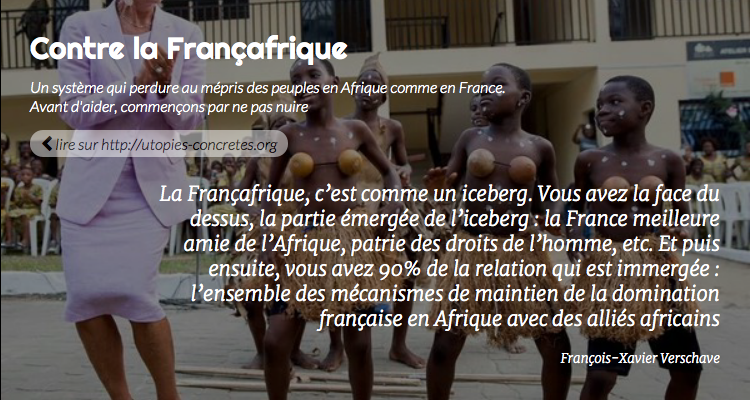 Contre la Françafrique
Un système qui perdure au mépris des peuples en Afrique comme en France.
Avant d'aider, commençons par ne pas nuire
lire sur http://utopies-concretes.org
La Françafrique, c’est comme un iceberg. Vous avez la face du
dessus, la partie émergée de l’iceberg : la France meilleure
amie de l’Afrique, patrie des droits de l’homme, etc. Et puis
ensuite, vous avez 90% de la relation qui est immergée :
l’ensemble des mécanismes de maintien de la domination
française en Afrique avec des alliés africains
François-Xavier Verschave